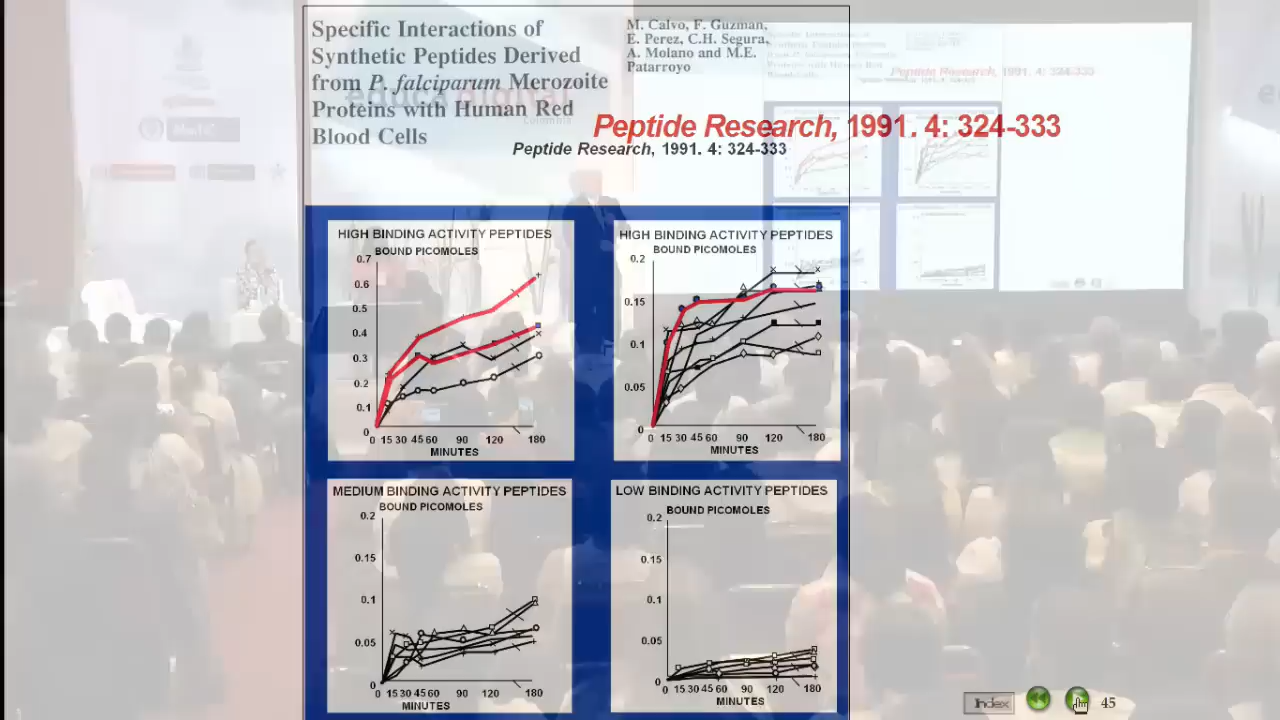 Specific Interactions of
Synthetic Peptides Derived
from P. falciparum Merozoite
Proteins with Human Red
Blood Cells
M. Calvo, F. Guzman,
E. Perez, C.H. Segura,
A. Molano and M.E.
Patarroyo
Peptide Research, 1991. 4: 324-333
Peptide Research, 1991. 4: 324-333
HIGH BINDING ACTIVITY PEPTIDES
BOUND PICOMOLES
0.7
0.6
0.5
0.4
0.3
0.2
0.1
0
0 15 30 45 60 90 120 180
MINUTES
HIGH BINDING ACTIVITY PEPTIDES
BOUND PICOMOLES
0.2
0.15
0.1
0.05
0
0 15 30 45 60 90 120 180
MINUTES
MEDIUM BINDING ACTIVITY PEPTIDES
BOUND PICOMOLES
0.2
0.15
0.1
0.05
0
0 15 30 45 60 90 120 180
MINUTES
LOW BINDING ACTIVITY PEPTIDES
BOUND PICOMOLES
0.2
0.15
0.1
0.05
0
0 15 30 45 60 90 120 180
MINUTES
Peptide Research, 1991. 4: 324-333
Index
45